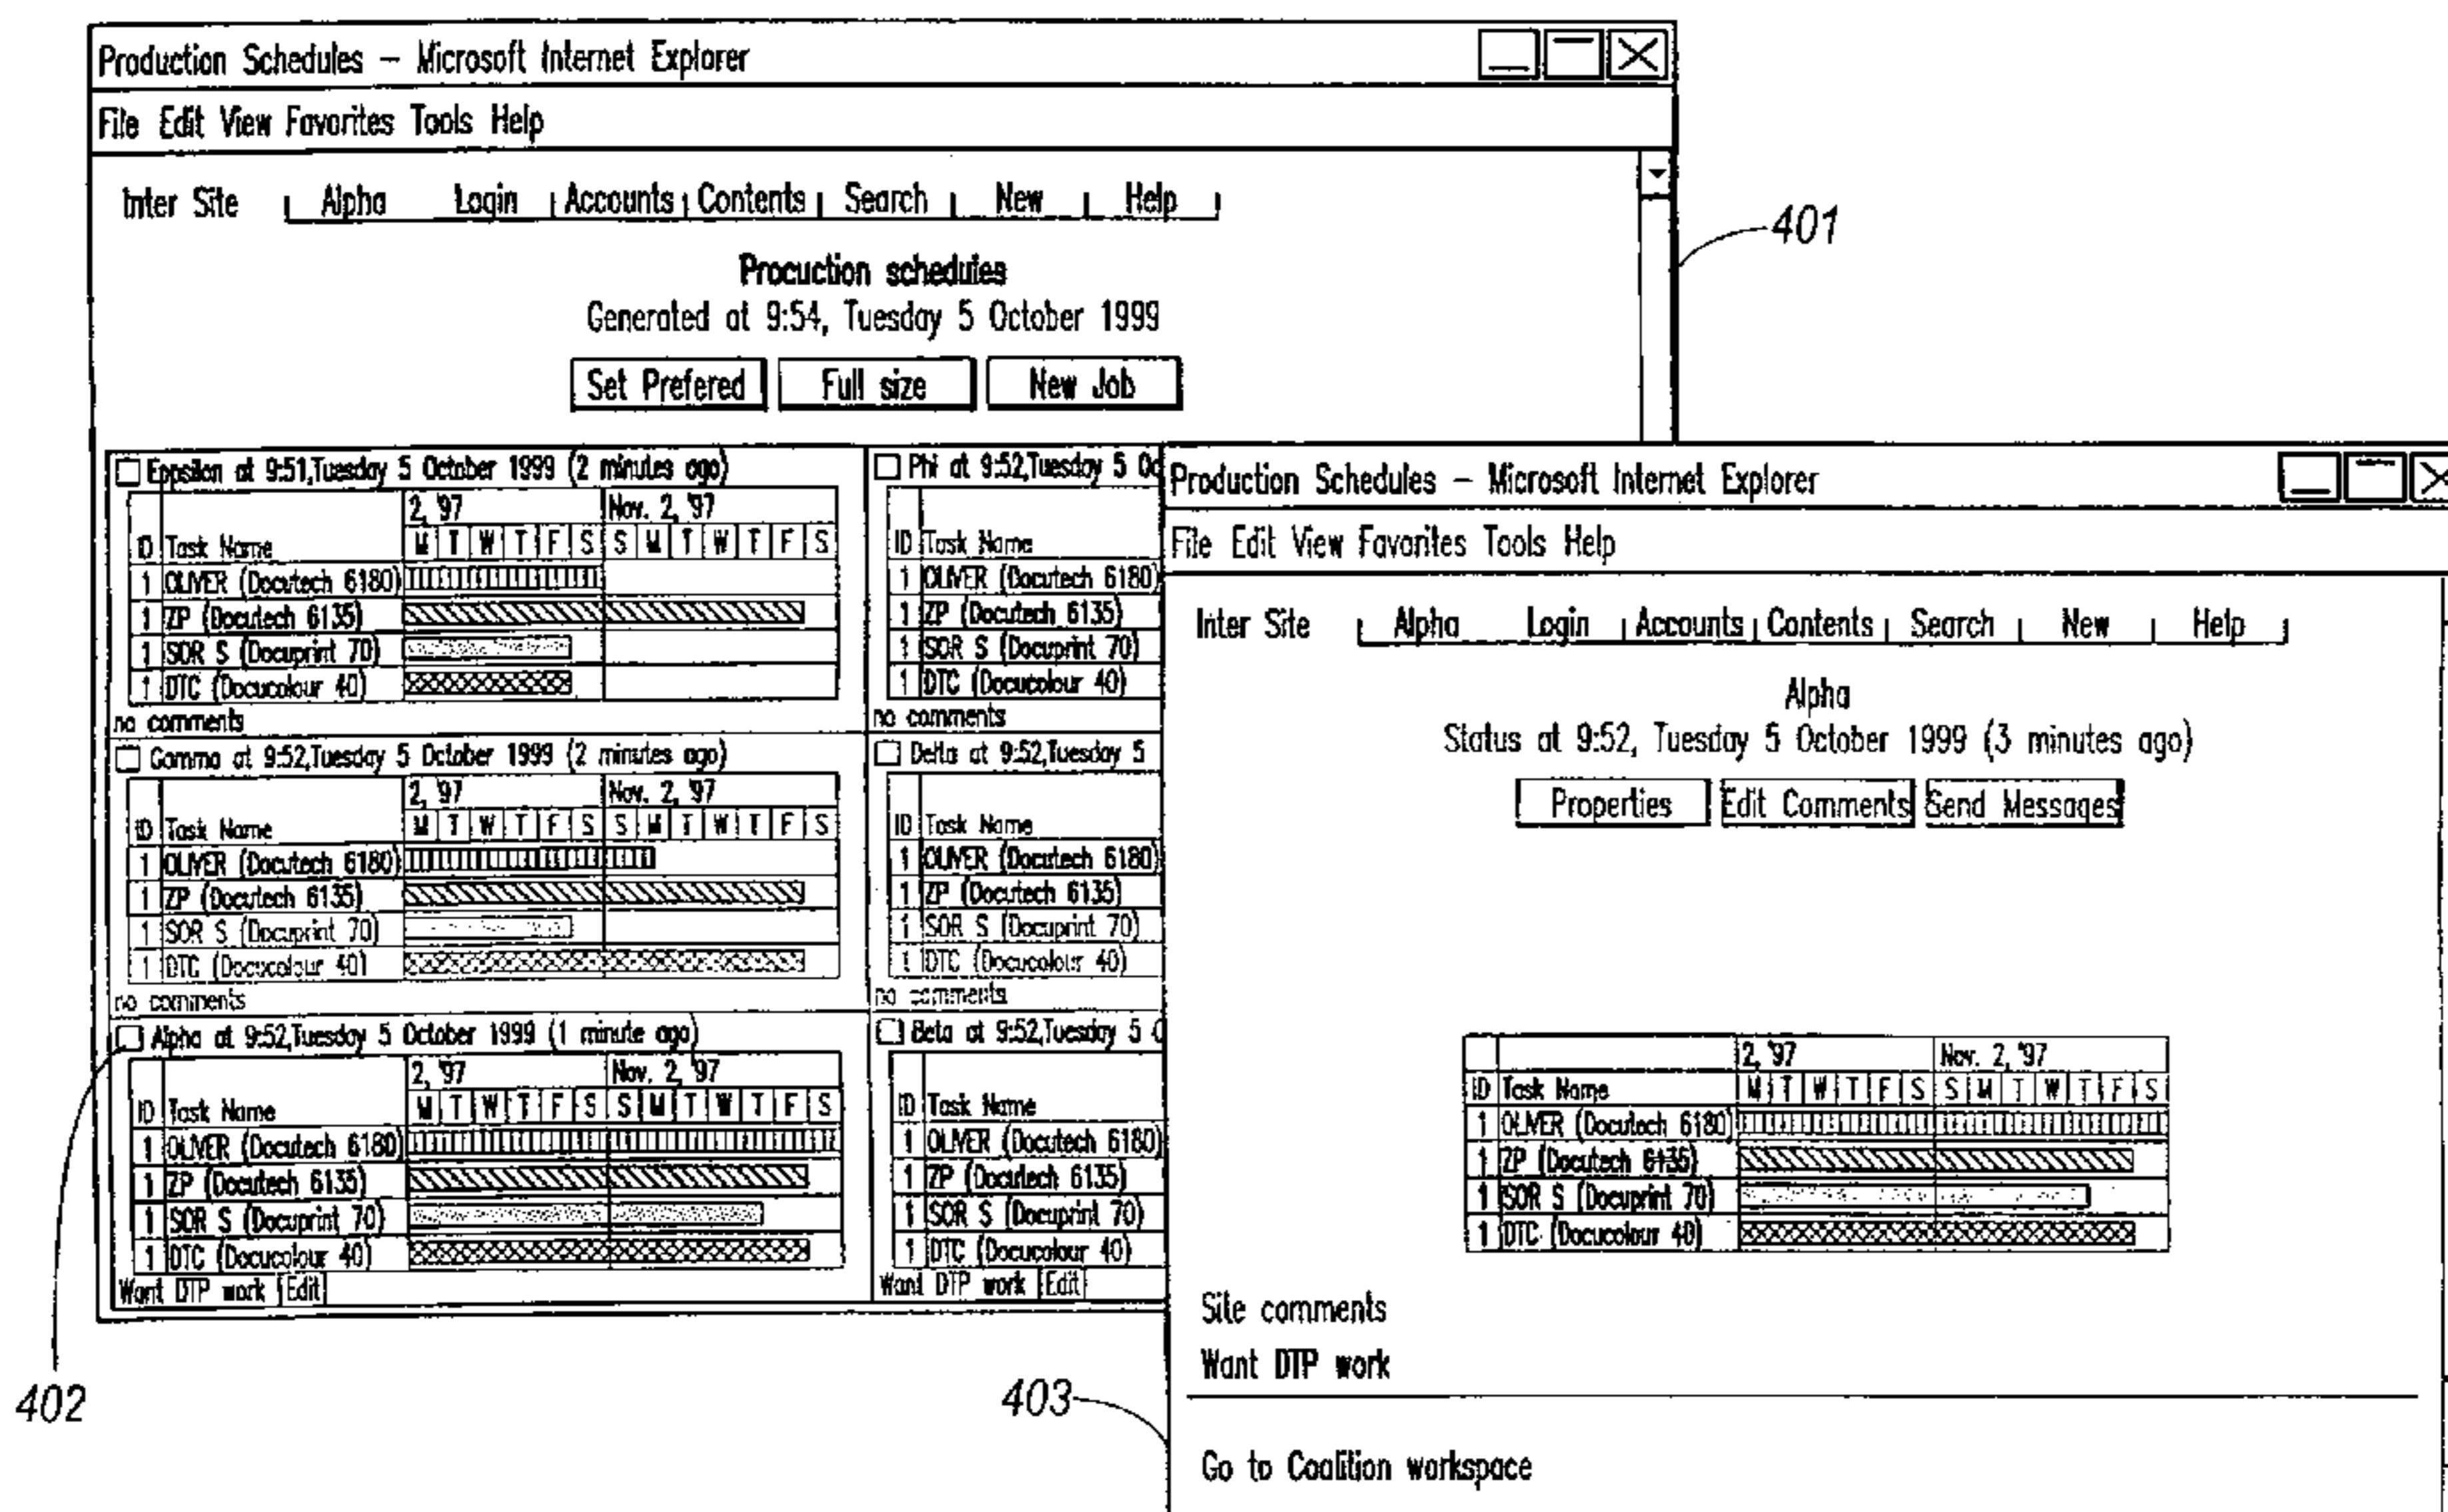 Production Schedules – Microsoft Internet Explorer
File Edit View Favorites Tools Help
Inter Site Alpha Login Accounts Contents Search New Help
401
Procuction schedules
Generated at 9:54, Tuesday 5 October 1999
Set Prefered Full size New Job
Eppsilon at 9:51,Tuesday 5 October 1999 (2 minutes ago)
2, '97 Nov. 2, '97
ID Task Name M T W T F S S M T W T F S
1 OLIVER (Docutech 6180)
1 ZP (Docutech 6135)
1 SOR S (Docuprint 70)
1 DTC (Docucolour 40)
no comments
Phi at 9:52,Tuesday 5 Oc
ID Task Name
1 OLIVER (Docutech 6180)
1 ZP (Docutech 6135)
1 SOR S (Docuprint 70)
1 DTC (Docucolour 40)
no comments
Gamma at 9:52,Tuesday 5 October 1999 (2 minutes ago)
2, '97 Nov. 2, '97
ID Task Name M T W T F S S M T W T F S
1 OLIVER (Docutech 6180)
1 ZP (Docutech 6135)
1 SOR S (Docuprint 70)
1 DTC (Docucolour 40)
no comments
Delta at 9:52,Tuesday 5
ID Task Name
1 OLIVER (Docutech 6180)
1 ZP (Docutech 6135)
1 SOR S (Docuprint 70)
1 DTC (Docucolour 40)
no comments
Alpha at 9:52,Tuesday 5 October 1999 (1 minute ago)
2, '97 Nov. 2, '97
ID Task Name M T W T F S S M T W T F S
1 OLIVER (Docutech 6180)
1 ZP (Docutech 6135)
1 SOR S (Docuprint 70)
1 DTC (Docucolour 40)
Want DTP work Edit
Beta at 9:52,Tuesday 5 O
ID Task Name
1 OLIVER (Docutech 6180)
1 ZP (Docutech 6135)
1 SOR S (Docuprint 70)
1 DTC (Docucolour 40)
Want DTP work Edit
402
Production Schedules – Microsoft Internet Explorer
File Edit View Favorites Tools Help
Inter Site Alpha Login Accounts Contents Search New Help
Alpha
Status at 9:52, Tuesday 5 October 1999 (3 minutes ago)
Properties Edit Comments Send Messages
2, '97 Nov. 2, '97
ID Task Name M T W T F S S M T W T F S
1 OLIVER (Docutech 6180)
1 ZP (Docutech 6135)
1 SOR S (Docuprint 70)
1 DTC (Docucolour 40)
Site comments
Want DTP work
403
Go to Coalition workspace